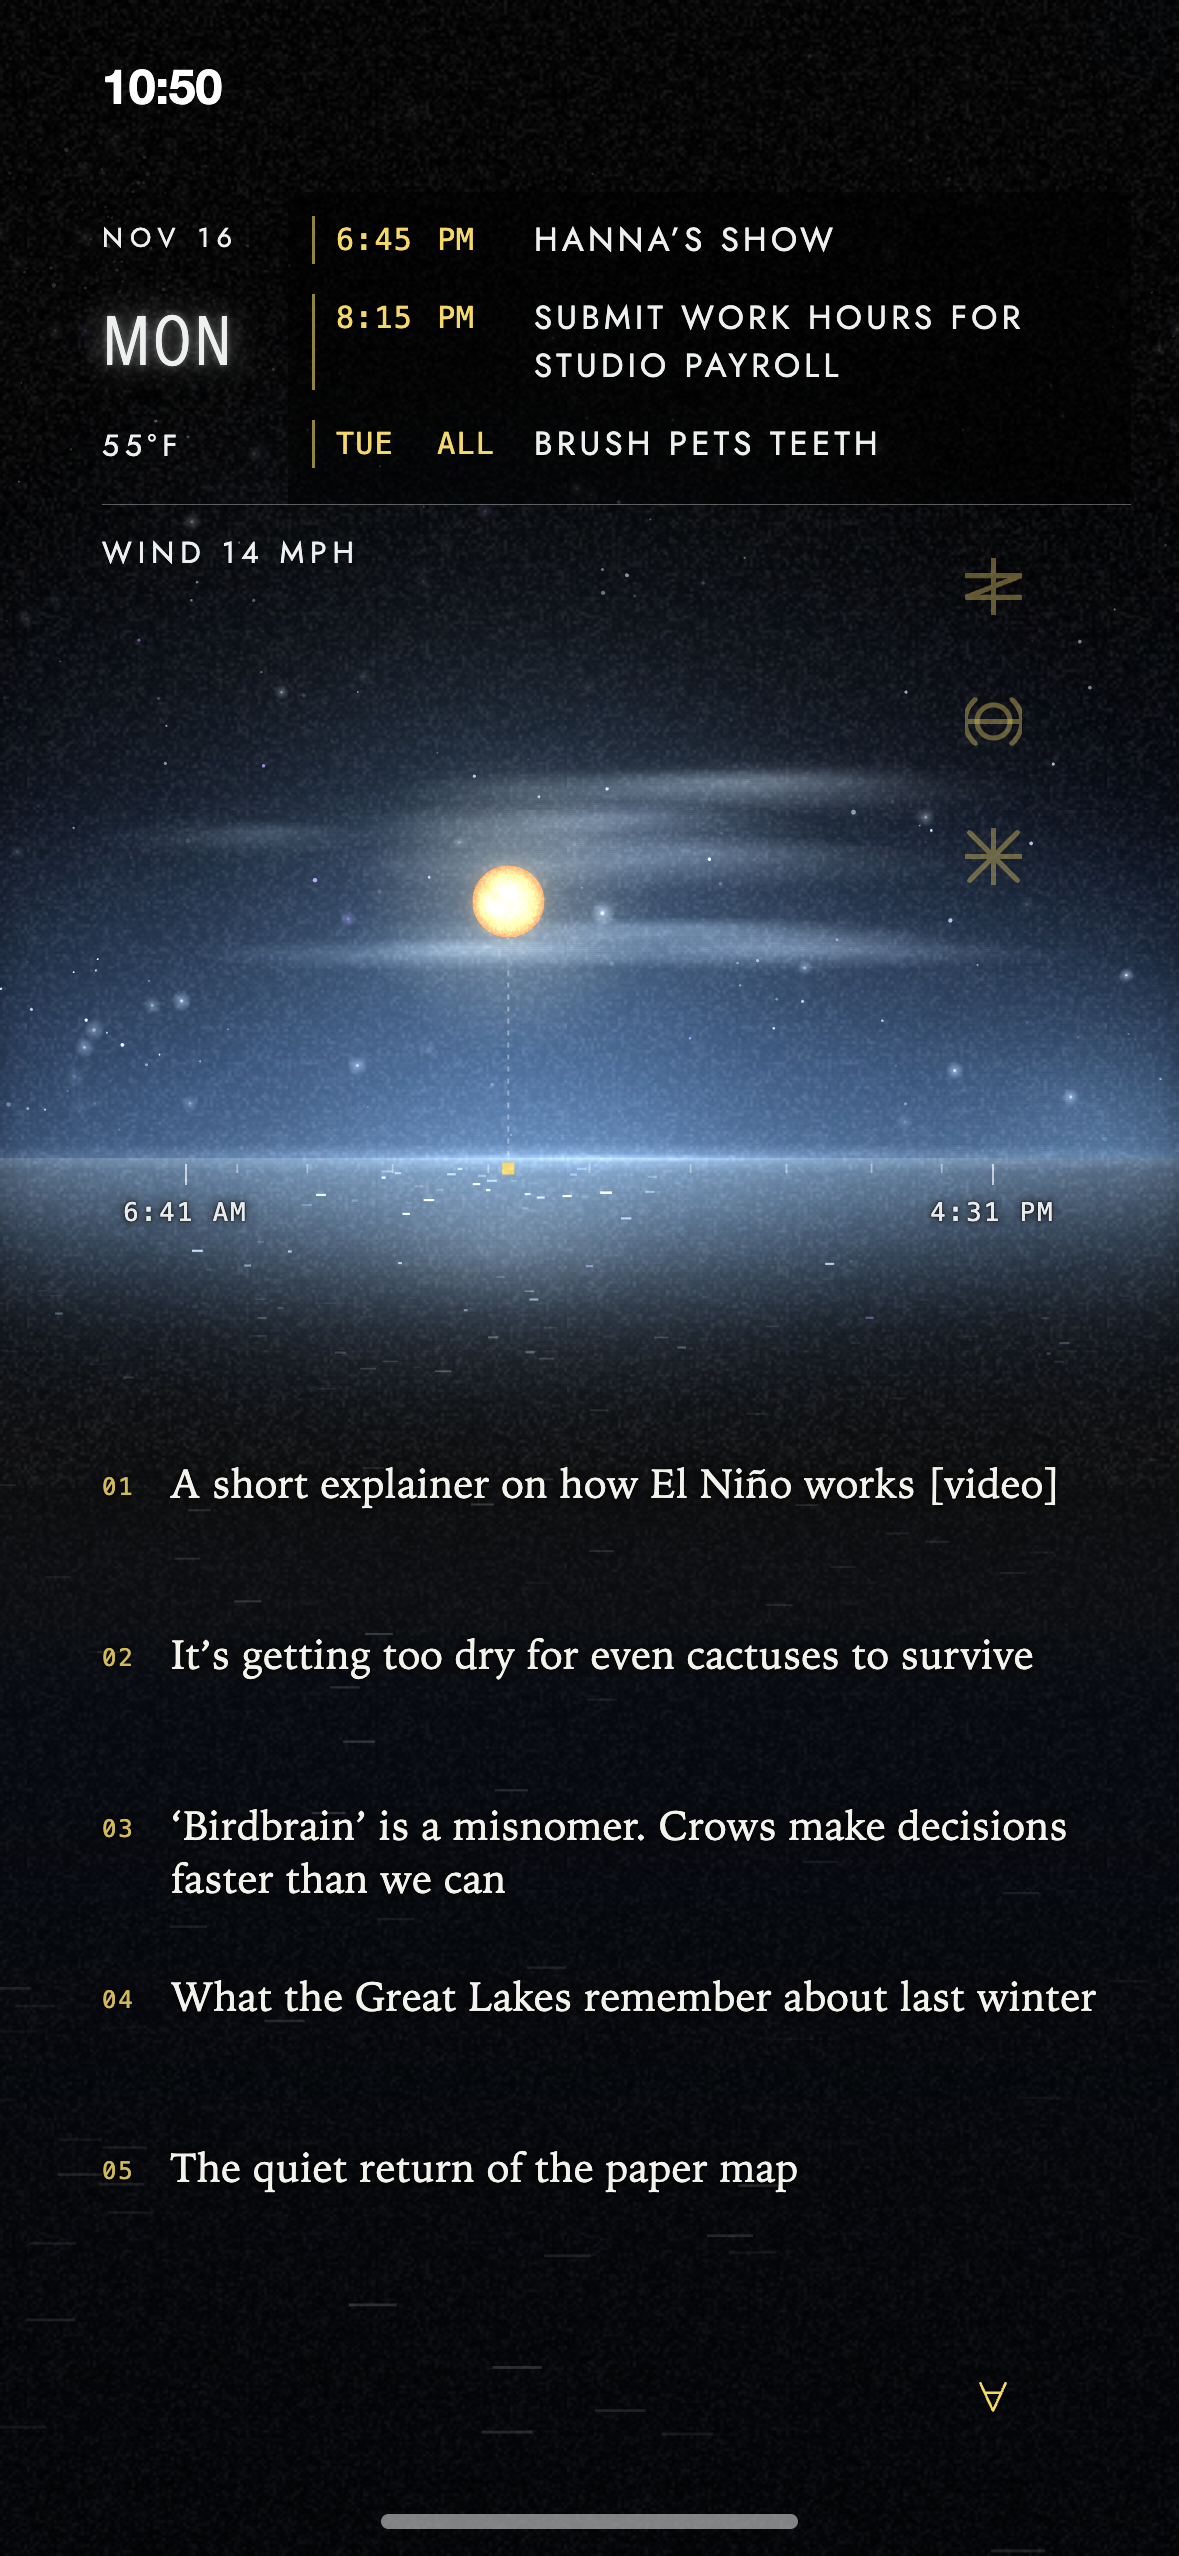 10:50
NOV 16
MON
55°F
6:45 PM HANNA’S SHOW
8:15 PM SUBMIT WORK HOURS FOR
STUDIO PAYROLL
TUE ALL BRUSH PETS TEETH
WIND 14 MPH
6:41 AM
4:31 PM
01 A short explainer on how El Niño works [video]
02 It’s getting too dry for even cactuses to survive
03 ‘Birdbrain’ is a misnomer. Crows make decisions
faster than we can
04 What the Great Lakes remember about last winter
05 The quiet return of the paper map